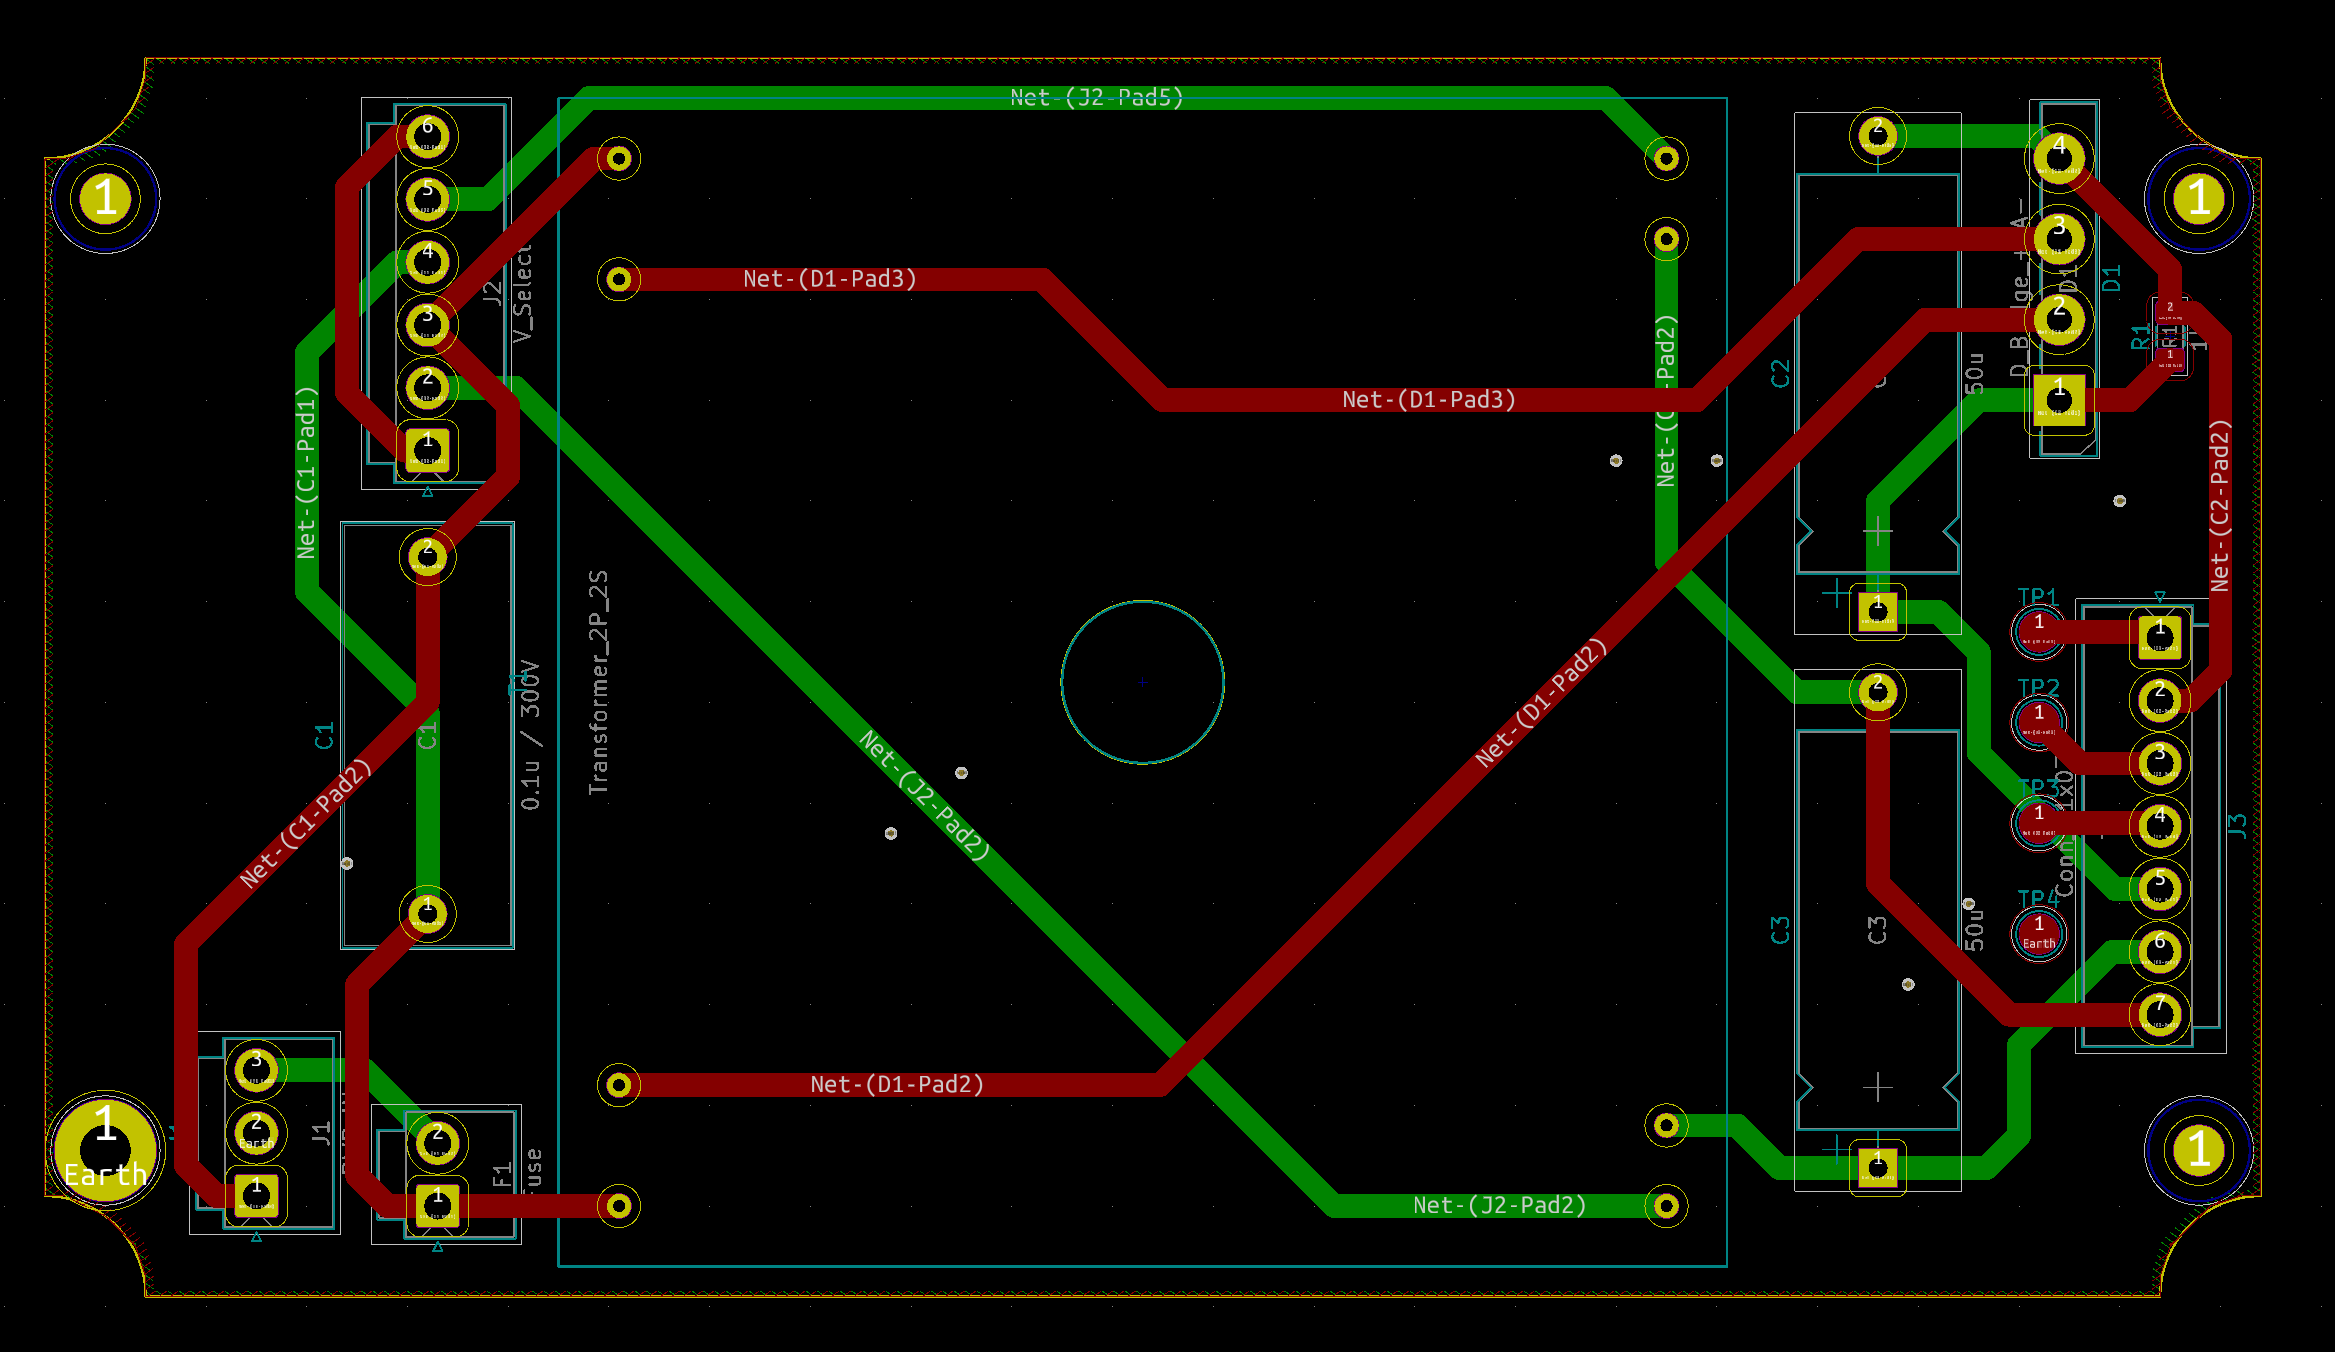 Net-(J2-Pad5)
6
5
4
3
2
1
J2
V_Select
1
1
Net-(D1-Pad3)
Net-(D1-Pad3)
Net-(C1-Pad1)
2
4
3
2
1
D1
D1
C2
50u
R1
R1
2
1
Net-(C2-Pad2)
Transformer_2P_2S
2
C1
C1
1
0.1u / 300V
Net-(C1-Pad2)
Net-(J2-Pad2)
Net-(D1-Pad2)
1
2
C3
C3
50u
TP1
1
TP2
1
TP3
1
TP4
1
Earth
1
2
3
4
5
6
7
J3
3
2
Earth
1
J1
1
Earth
2
1
F1
Net-(D1-Pad2)
Net-(J2-Pad2)
1
1